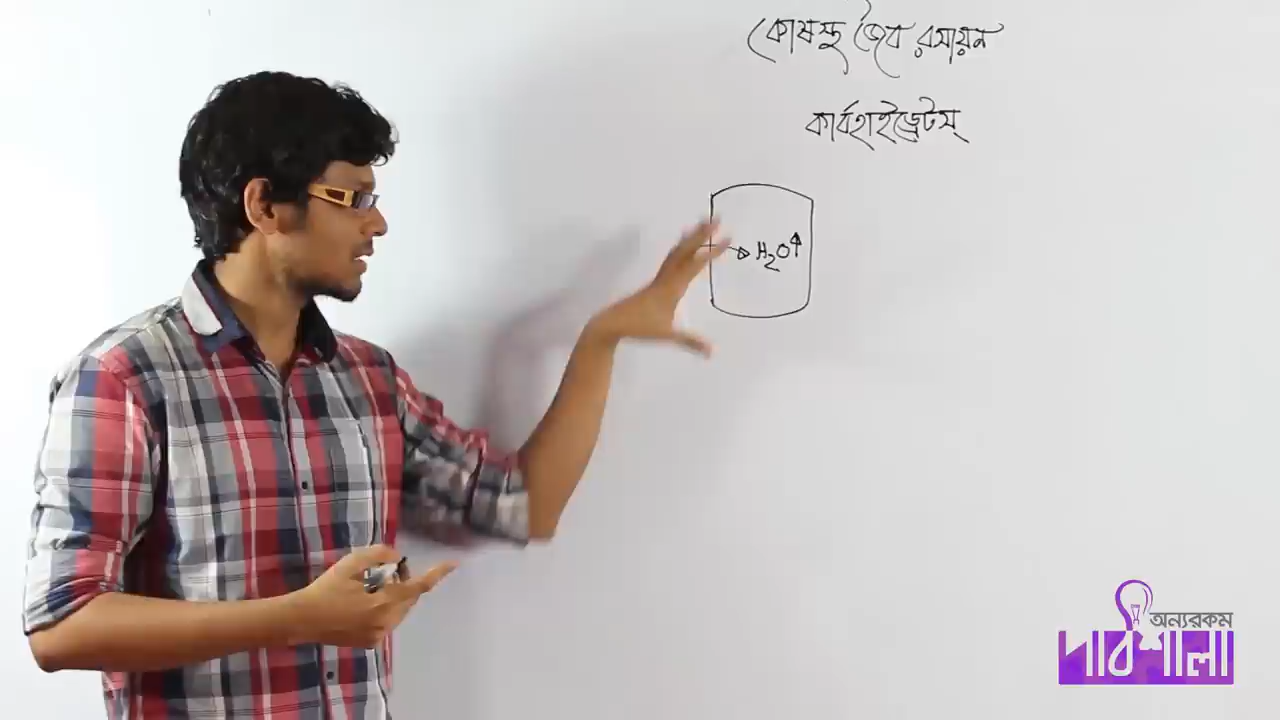 কোষস্থ জৈব রসায়ন
কার্বহাইড্রেটস্
→ H₂O↑
অন্যরকম
পাঠশালা